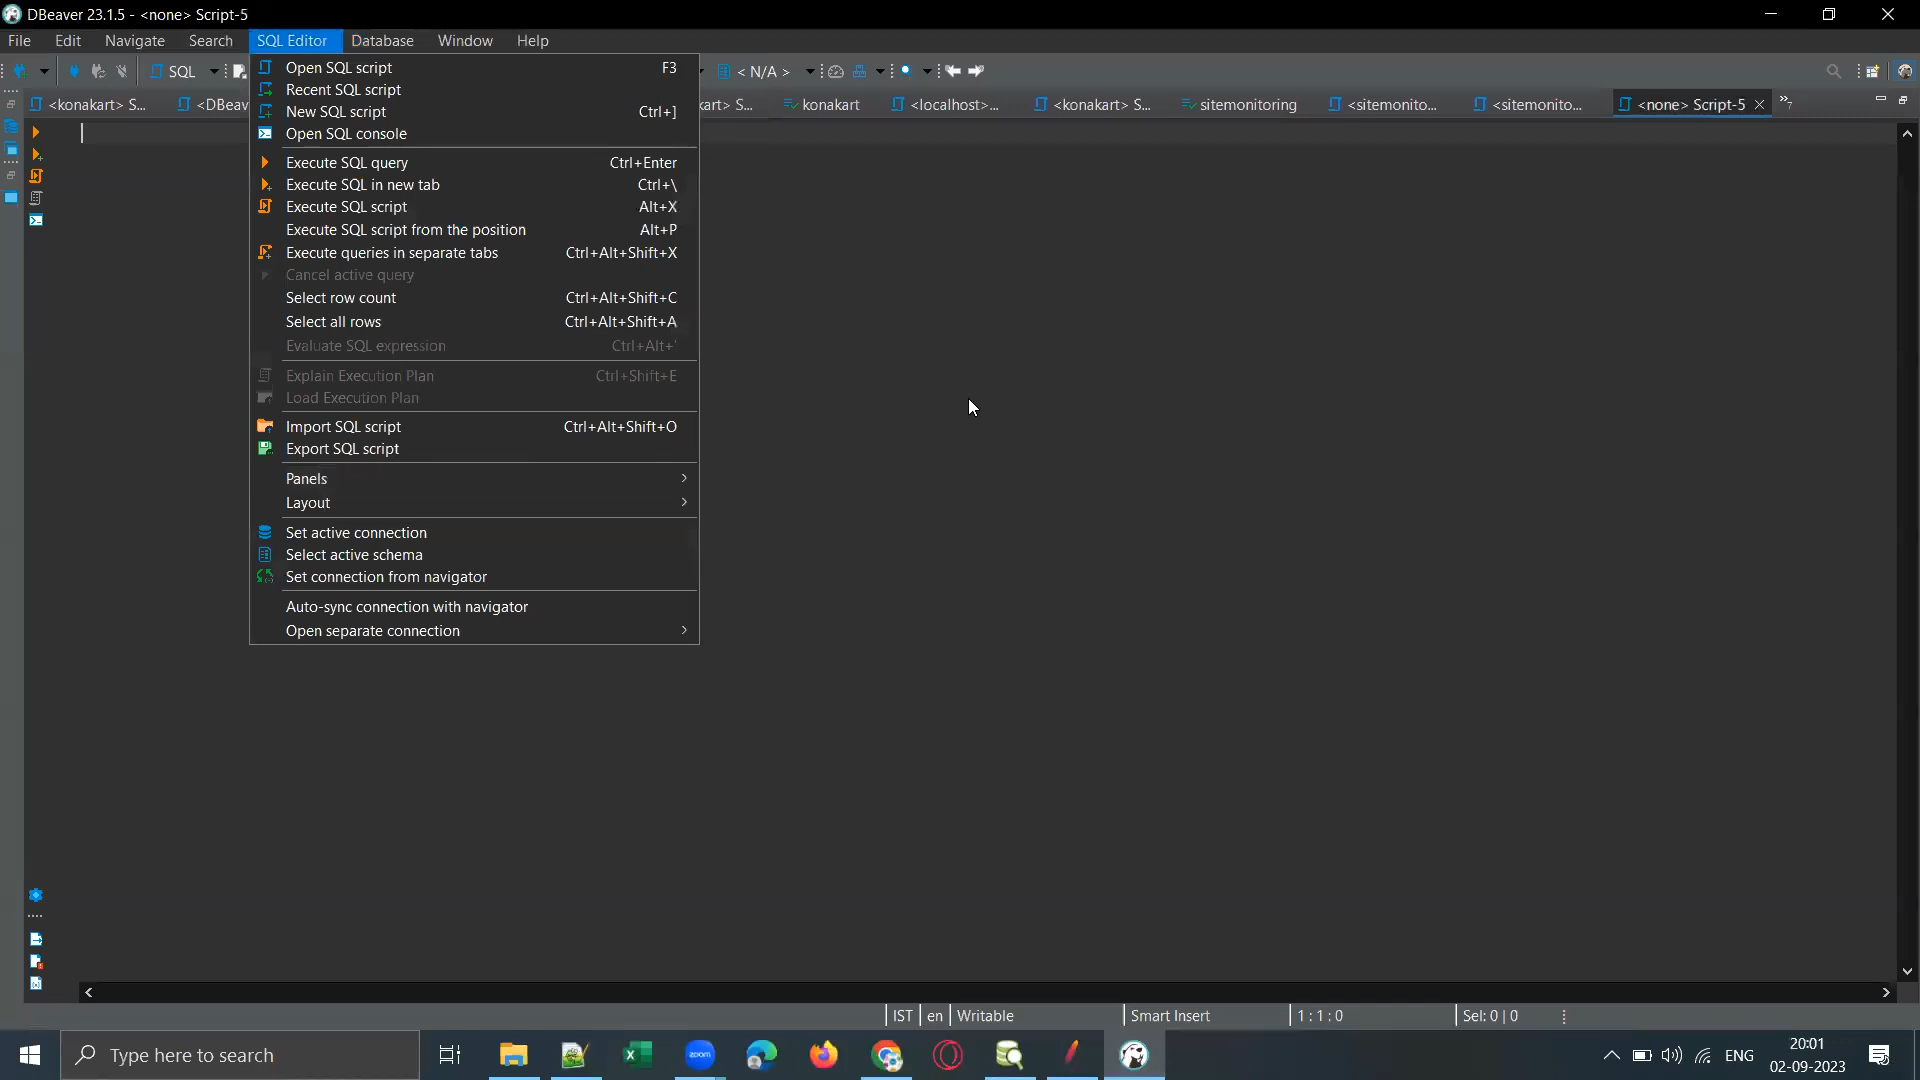 DBeaver 23.1.5 - <none> Script-5
File Edit Navigate Search SQL Editor Database Window Help
SQL < N/A >
<konakart> S... <DBeav kart> S... konakart <localhost>... <konakart> S... sitemonitoring <sitemonito... <sitemonito... <none> Script-5
Open SQL script F3
Recent SQL script
New SQL script Ctrl+]
Open SQL console
Execute SQL query Ctrl+Enter
Execute SQL in new tab Ctrl+\
Execute SQL script Alt+X
Execute SQL script from the position Alt+P
Execute queries in separate tabs Ctrl+Alt+Shift+X
Cancel active query
Select row count Ctrl+Alt+Shift+C
Select all rows Ctrl+Alt+Shift+A
Evaluate SQL expression Ctrl+Alt+'
Explain Execution Plan Ctrl+Shift+E
Load Execution Plan
Import SQL script Ctrl+Alt+Shift+O
Export SQL script
Panels
Layout
Set active connection
Select active schema
Set connection from navigator
Auto-sync connection with navigator
Open separate connection
IST en Writable Smart Insert 1 : 1 : 0 Sel: 0 | 0
Type here to search zoom ENG 20:01
02-09-2023